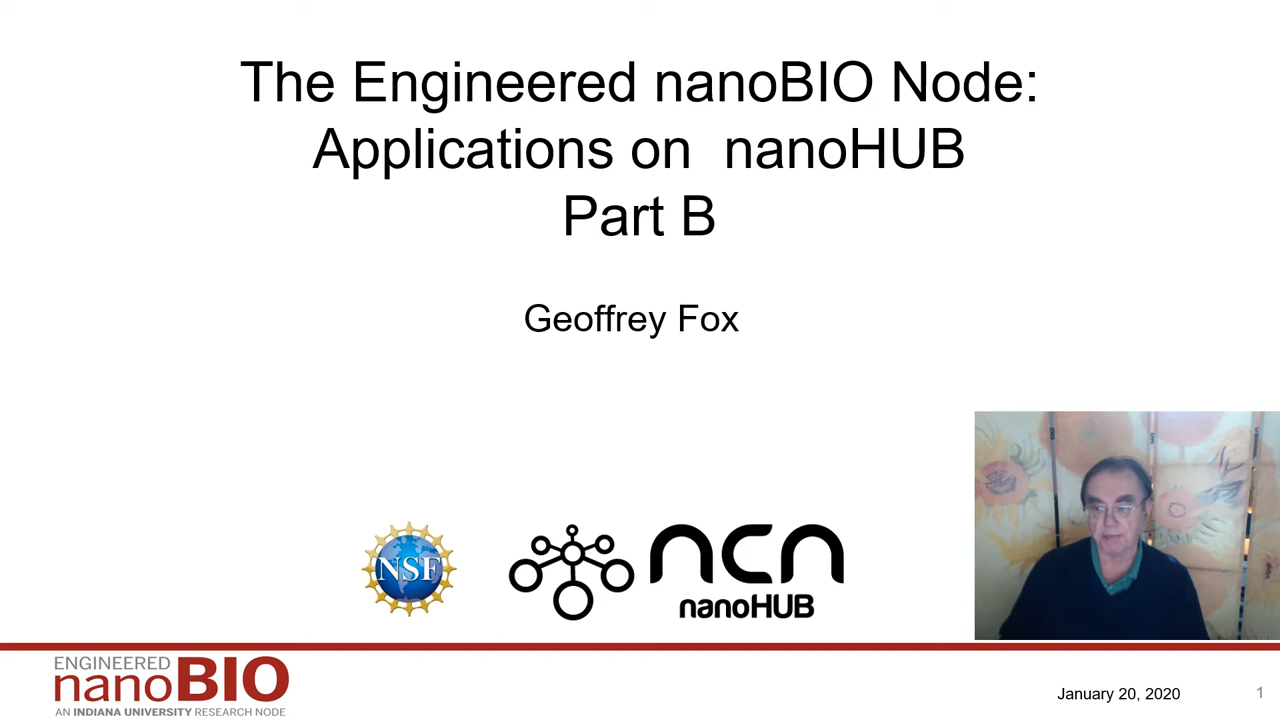 The Engineered nanoBIO Node:
Applications on nanoHUB
Part B
Geoffrey Fox
NSF
ncn
nanoHUB
ENGINEERED
nanoBIO
AN INDIANA UNIVERSITY RESEARCH NODE
January 20, 2020
1